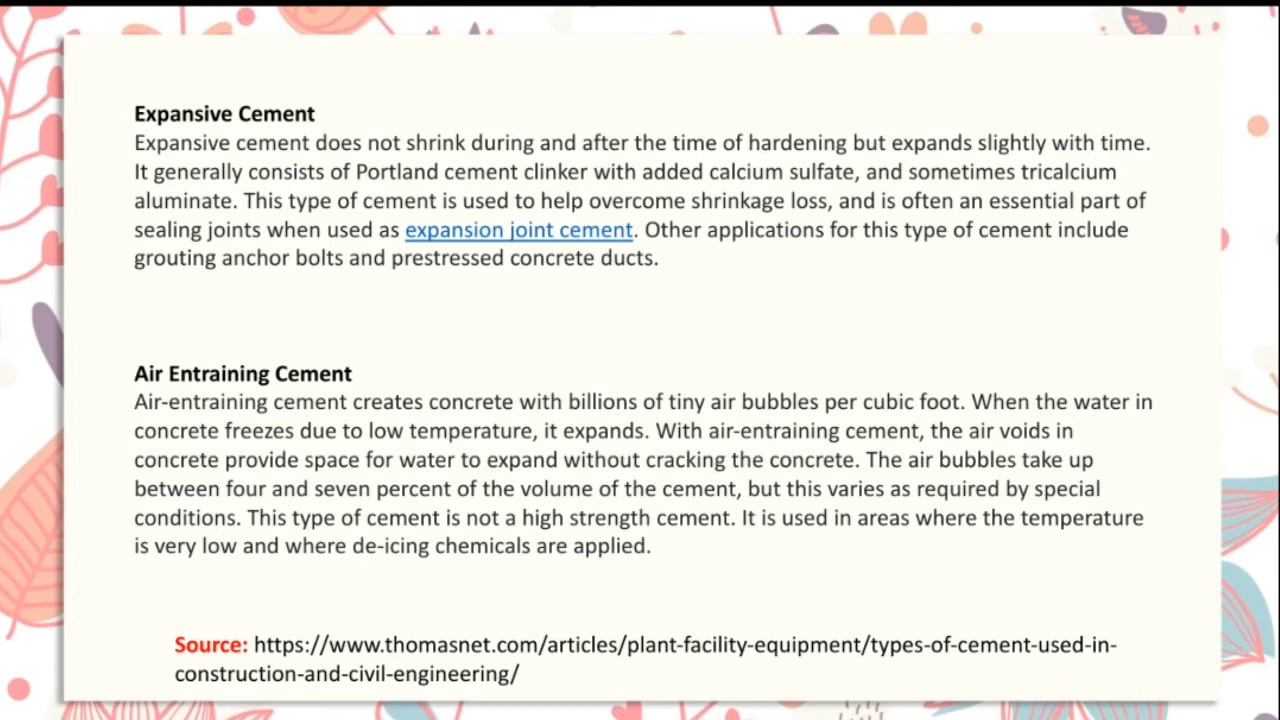 Expansive Cement
Expansive cement does not shrink during and after the time of hardening but expands slightly with time.
It generally consists of Portland cement clinker with added calcium sulfate, and sometimes tricalcium
aluminate. This type of cement is used to help overcome shrinkage loss, and is often an essential part of
sealing joints when used as expansion joint cement. Other applications for this type of cement include
grouting anchor bolts and prestressed concrete ducts.
Air Entraining Cement
Air-entraining cement creates concrete with billions of tiny air bubbles per cubic foot. When the water in
concrete freezes due to low temperature, it expands. With air-entraining cement, the air voids in
concrete provide space for water to expand without cracking the concrete. The air bubbles take up
between four and seven percent of the volume of the cement, but this varies as required by special
conditions. This type of cement is not a high strength cement. It is used in areas where the temperature
is very low and where de-icing chemicals are applied.
Source: https://www.thomasnet.com/articles/plant-facility-equipment/types-of-cement-used-in-
construction-and-civil-engineering/